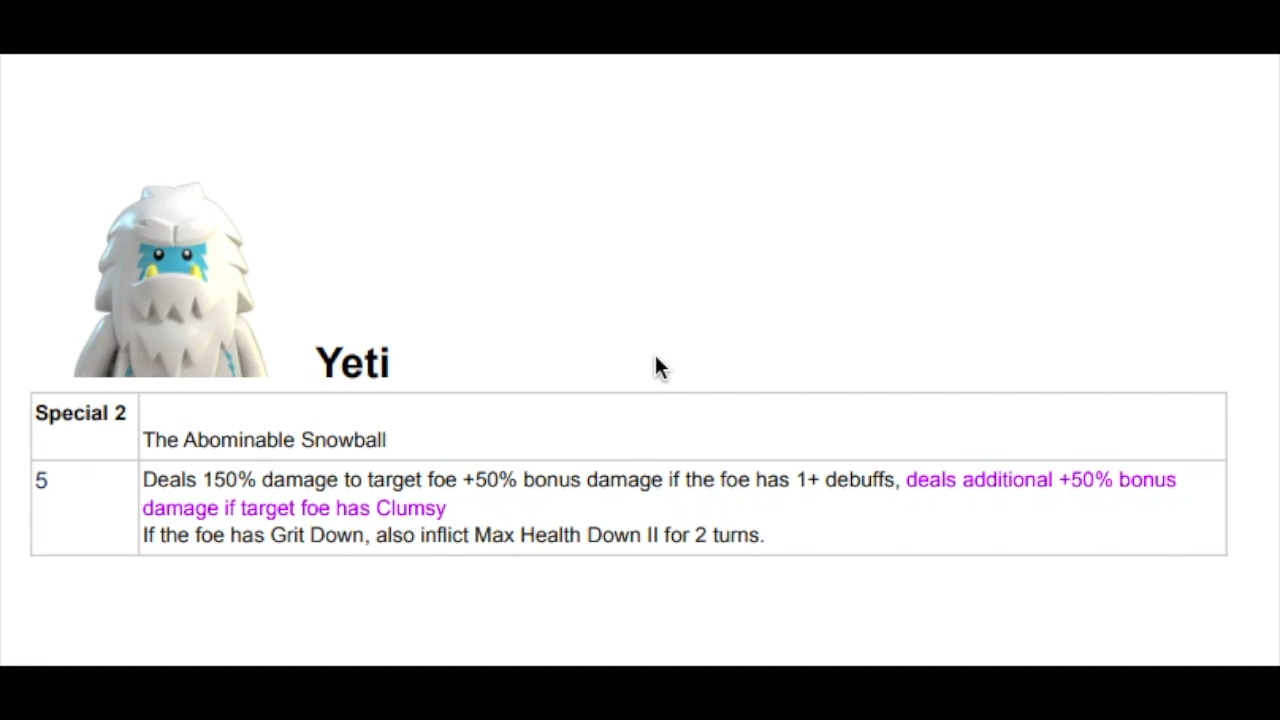 Yeti
Special 2
The Abominable Snowball
5
Deals 150% damage to target foe +50% bonus damage if the foe has 1+ debuffs, deals additional +50% bonus
damage if target foe has Clumsy
If the foe has Grit Down, also inflict Max Health Down II for 2 turns.